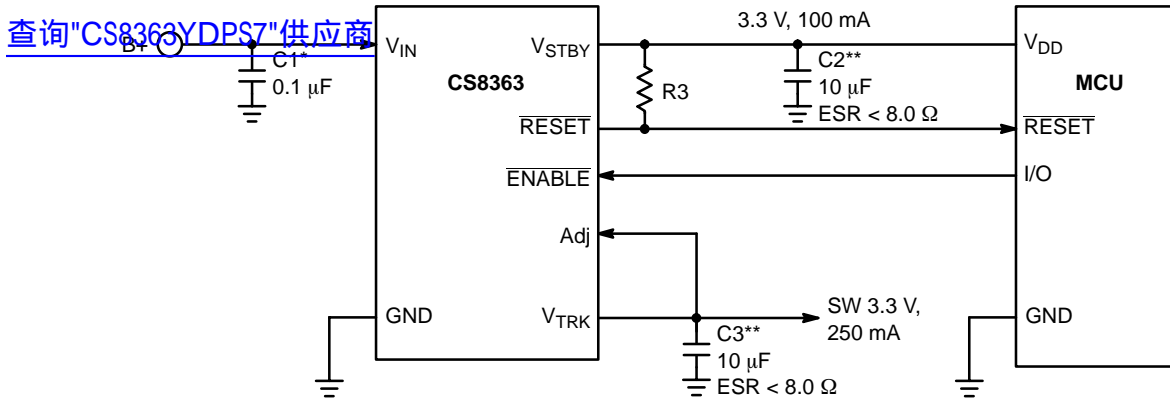 查询"CS8363YDPS7"供应商
B+
C1*
0.1 μF
VIN
CS8363
VSTBY
RESET
ENABLE
Adj
GND
VTRK
3.3 V, 100 mA
R3
C2**
10 μF
ESR < 8.0 Ω
VDD
MCU
RESET
I/O
GND
SW 3.3 V,
250 mA
C3**
10 μF
ESR < 8.0 Ω